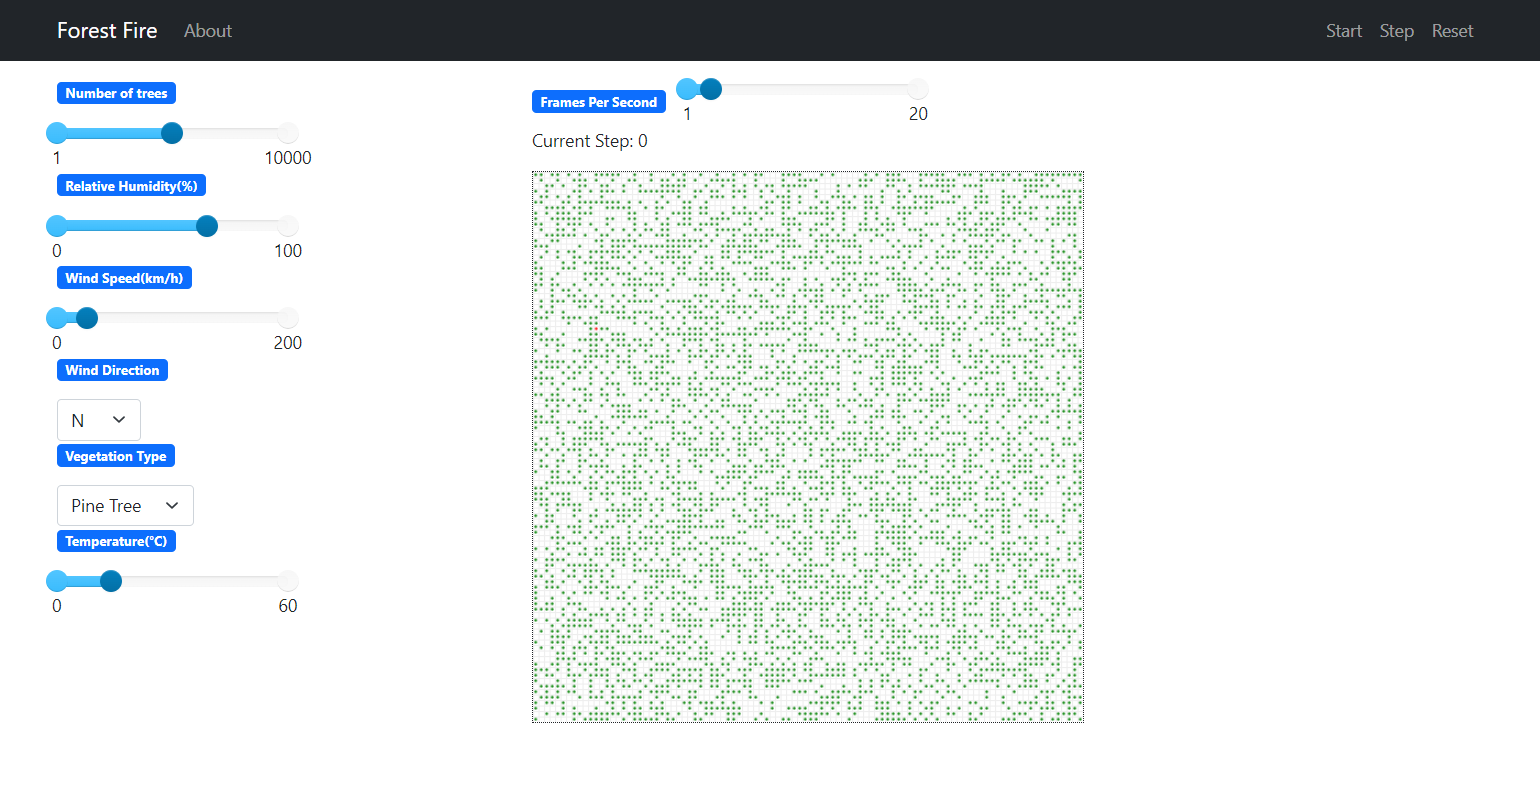 Forest Fire About Start Step Reset
Number of trees
1 10000
Relative Humidity(%)
0 100
Wind Speed(km/h)
0 200
Wind Direction
N
Vegetation Type
Pine Tree
Temperature(°C)
0 60
Frames Per Second
1 20
Current Step: 0